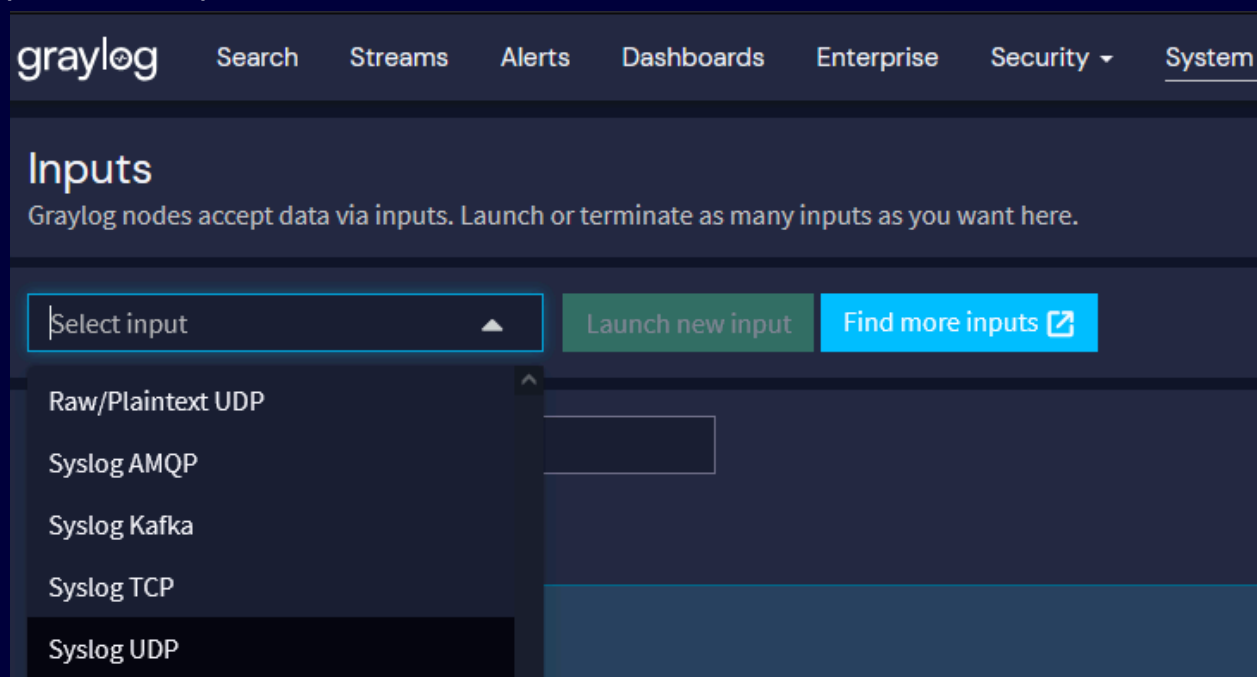 graylog Search Streams Alerts Dashboards Enterprise Security System
Inputs
Graylog nodes accept data via inputs. Launch or terminate as many inputs as you want here.
Select input Launch new input Find more inputs
Raw/Plaintext UDP
Syslog AMQP
Syslog Kafka
Syslog TCP
Syslog UDP